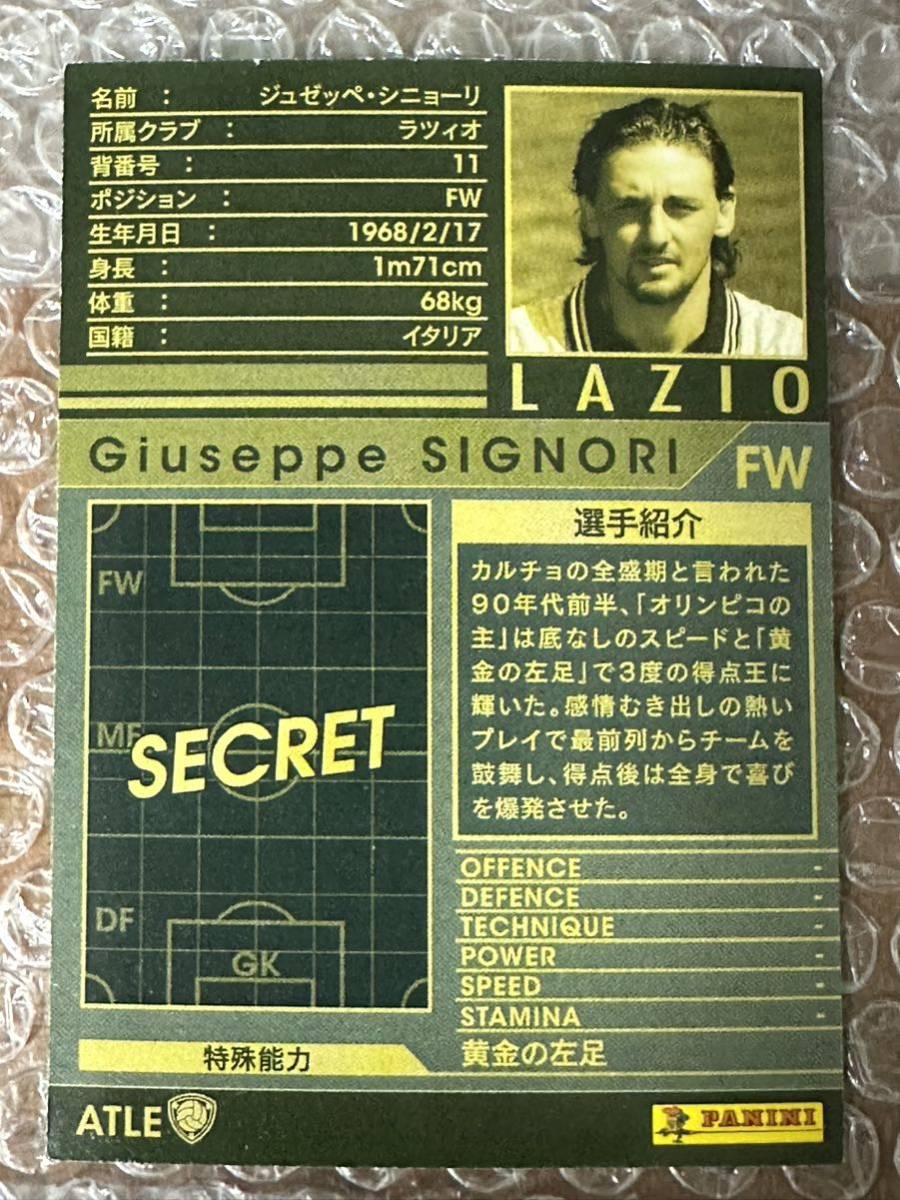 名前 : ジュゼッペ・シニョーリ
所属クラブ : ラツィオ
背番号 : 11
ポジション : FW
生年月日 : 1968/2/17
身長 : 1m71cm
体重 : 68kg
国籍 : イタリア
LAZIO
Giuseppe SIGNORI FW
FW
MF
SECRET
DF
GK
選手紹介
カルチョの全盛期と言われた
90年代前半、「オリンピコの
主」は底なしのスピードと「黄
金の左足」で3度の得点王に
輝いた。感情むき出しの熱い
プレイで最前列からチームを
鼓舞し、得点後は全身で喜び
を爆発させた。
OFFENCE -
DEFENCE -
TECHNIQUE -
POWER -
SPEED -
STAMINA -
特殊能力 黄金の左足
ATLE PANINI